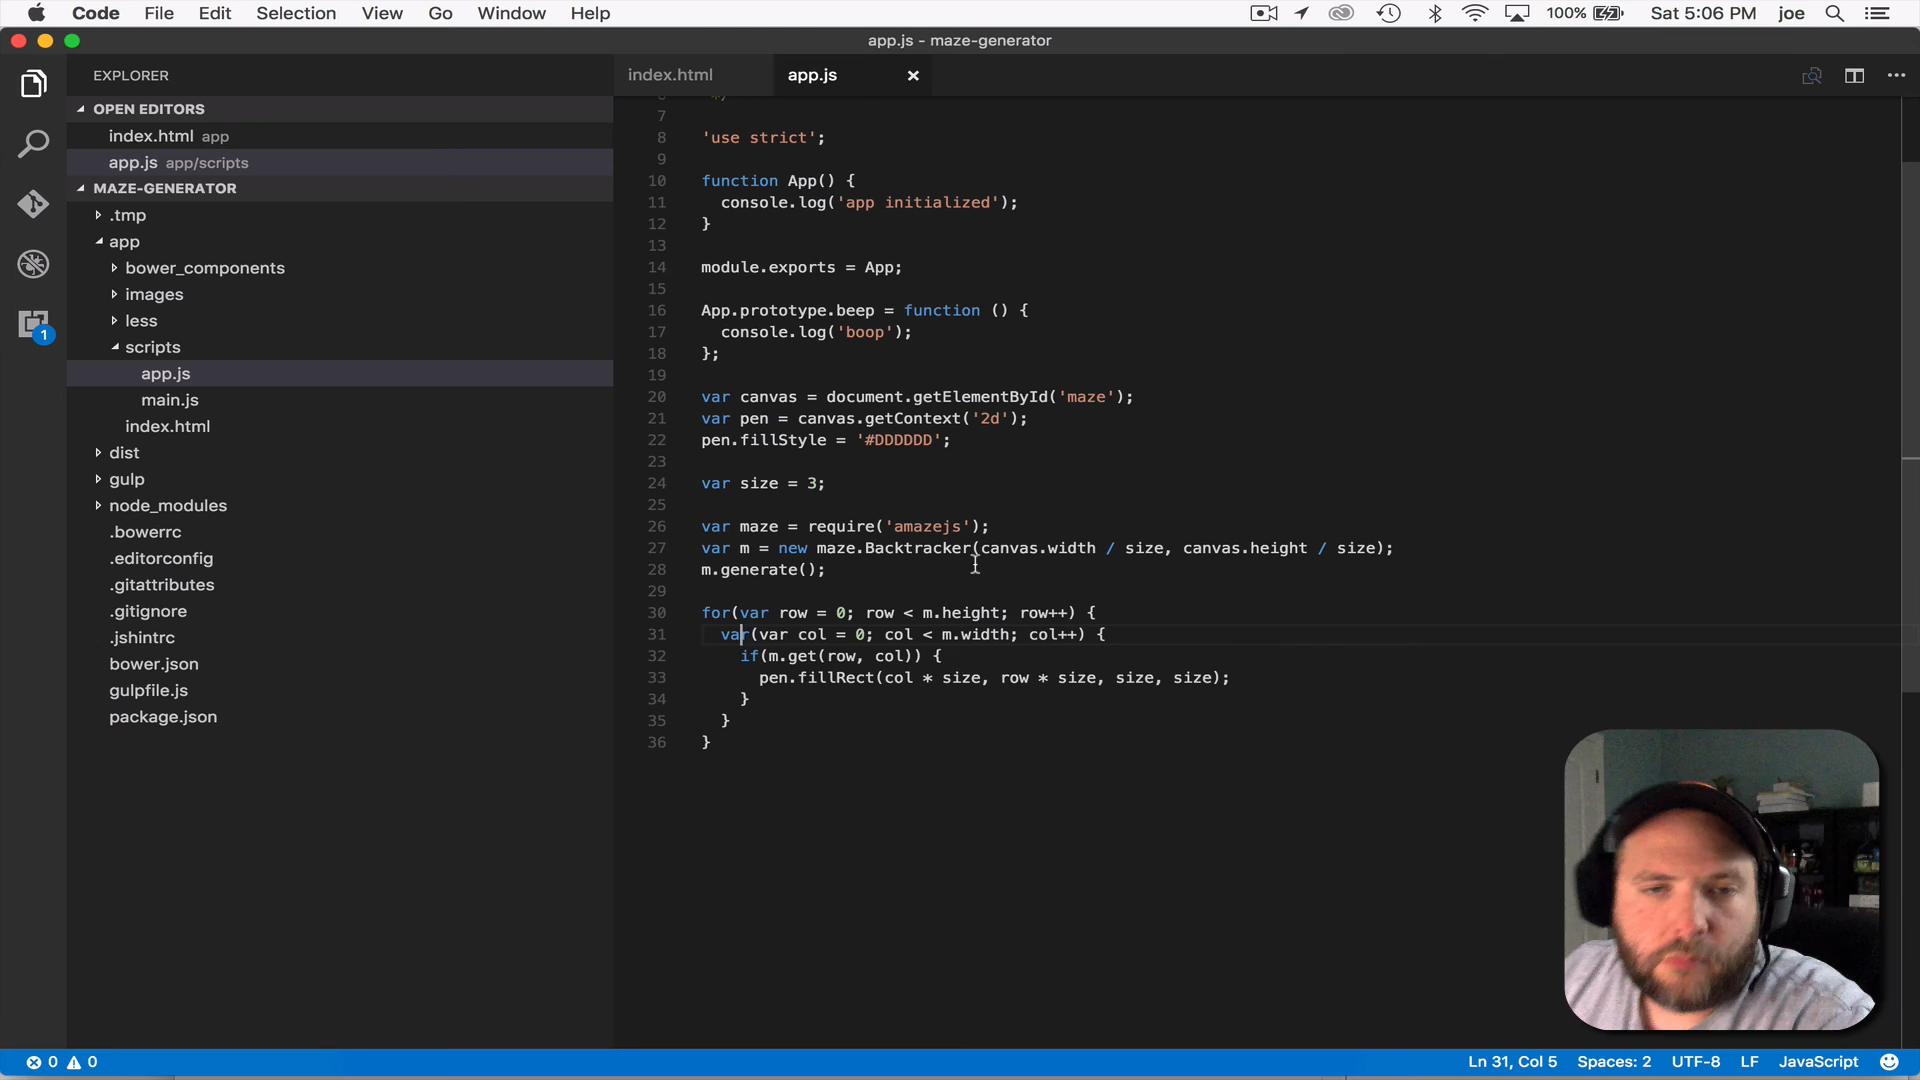 Code File Edit Selection View Go Window Help 100% Sat 5:06 PM joe
app.js - maze-generator
EXPLORER
OPEN EDITORS
index.html app
app.js app/scripts
MAZE-GENERATOR
.tmp
app
bower_components
images
less
scripts
app.js
main.js
index.html
dist
gulp
node_modules
.bowerrc
.editorconfig
.gitattributes
.gitignore
.jshintrc
bower.json
gulpfile.js
package.json
1
index.html app.js
6 */
7
8 'use strict';
9
10 function App() {
11 console.log('app initialized');
12 }
13
14 module.exports = App;
15
16 App.prototype.beep = function () {
17 console.log('boop');
18 };
19
20 var canvas = document.getElementById('maze');
21 var pen = canvas.getContext('2d');
22 pen.fillStyle = '#DDDDDD';
23
24 var size = 3;
25
26 var maze = require('amazejs');
27 var m = new maze.Backtracker(canvas.width / size, canvas.height / size);
28 m.generate();
29
30 for(var row = 0; row < m.height; row++) {
31 var(var col = 0; col < m.width; col++) {
32 if(m.get(row, col)) {
33 pen.fillRect(col * size, row * size, size, size);
34 }
35 }
36 }
0 0 Ln 31, Col 5 Spaces: 2 UTF-8 LF JavaScript